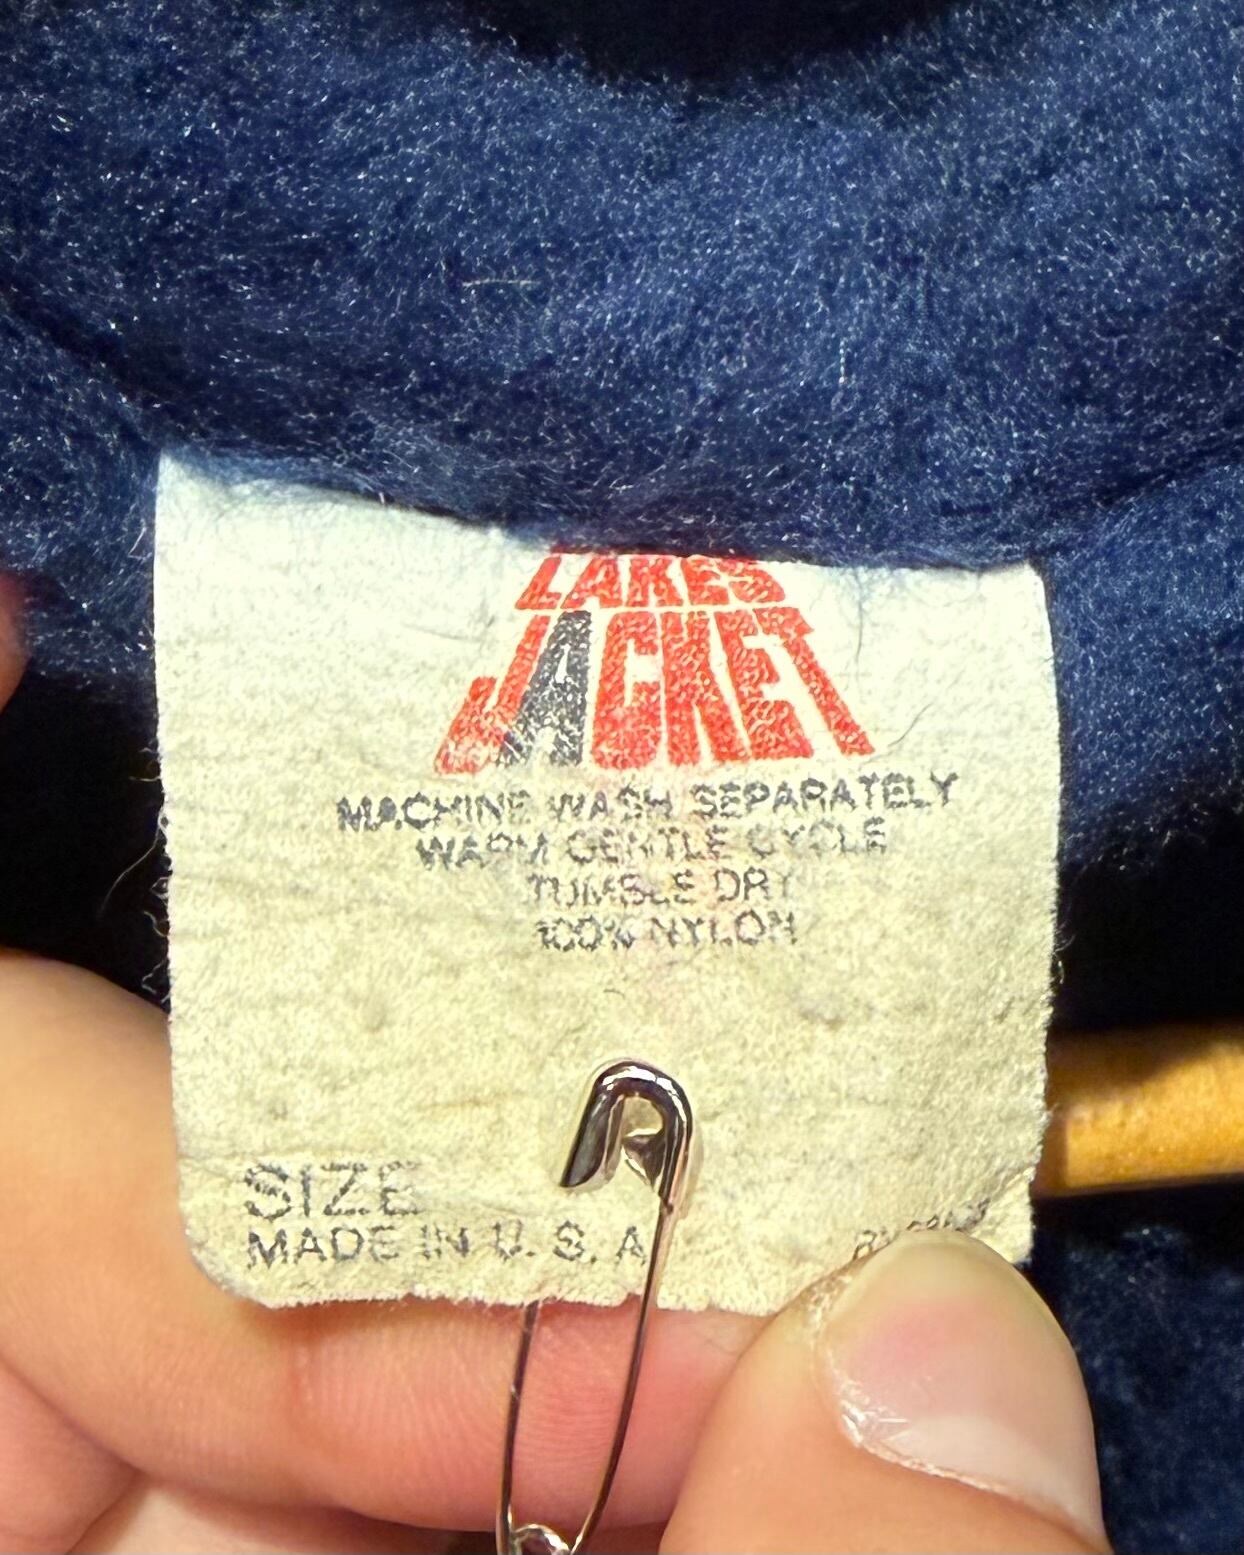 LAKES
JACKET
MACHINE WASH SEPARATELY
WARM GENTLE CYCLE
TUMBLE DRY
100% NYLON
SIZE
MADE IN U. S. A